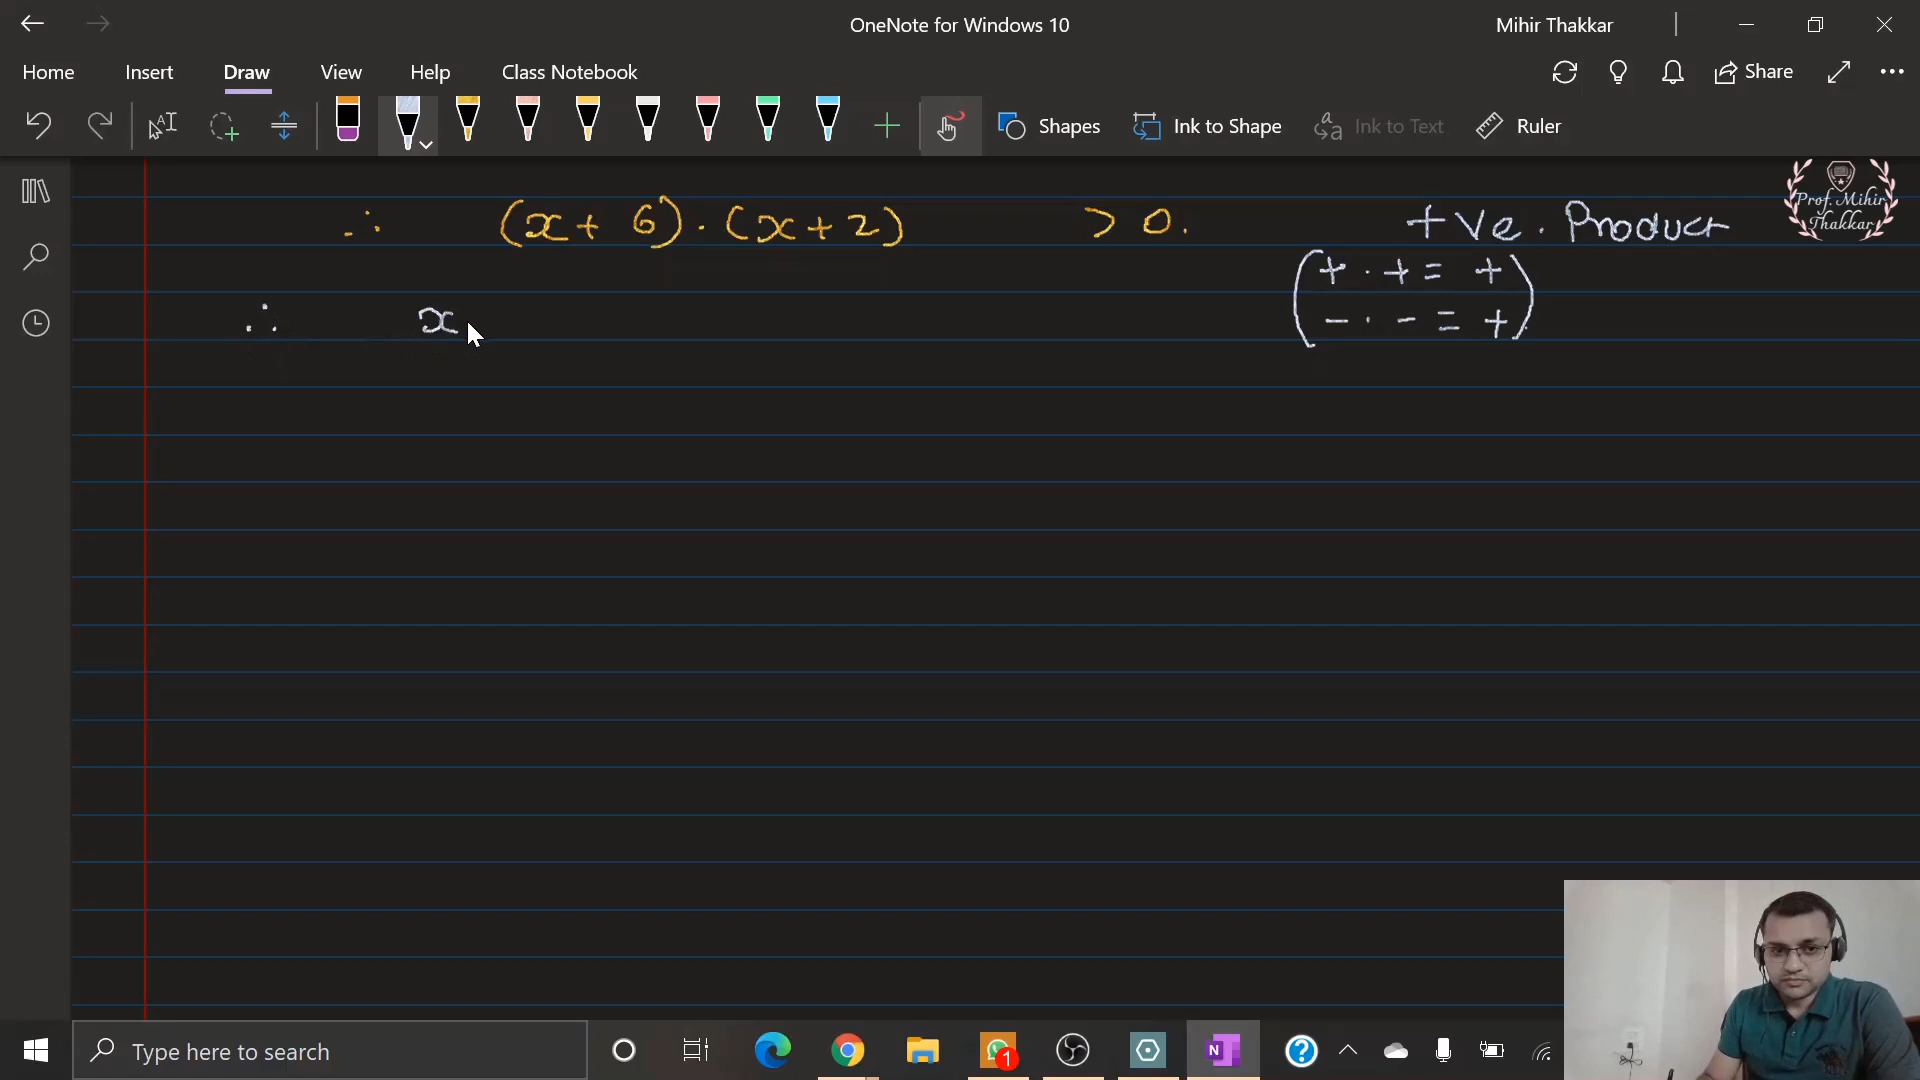 OneNote for Windows 10
Mihir Thakkar
Home Insert Draw View Help Class Notebook
Share
Shapes Ink to Shape Ink to Text Ruler
∴ (x + 6) · (x + 2) > 0.
+ve. Product
Prof. Mihir
Thakkar
(+ · + = +
- · - = +)
∴ x
Type here to search
1
N